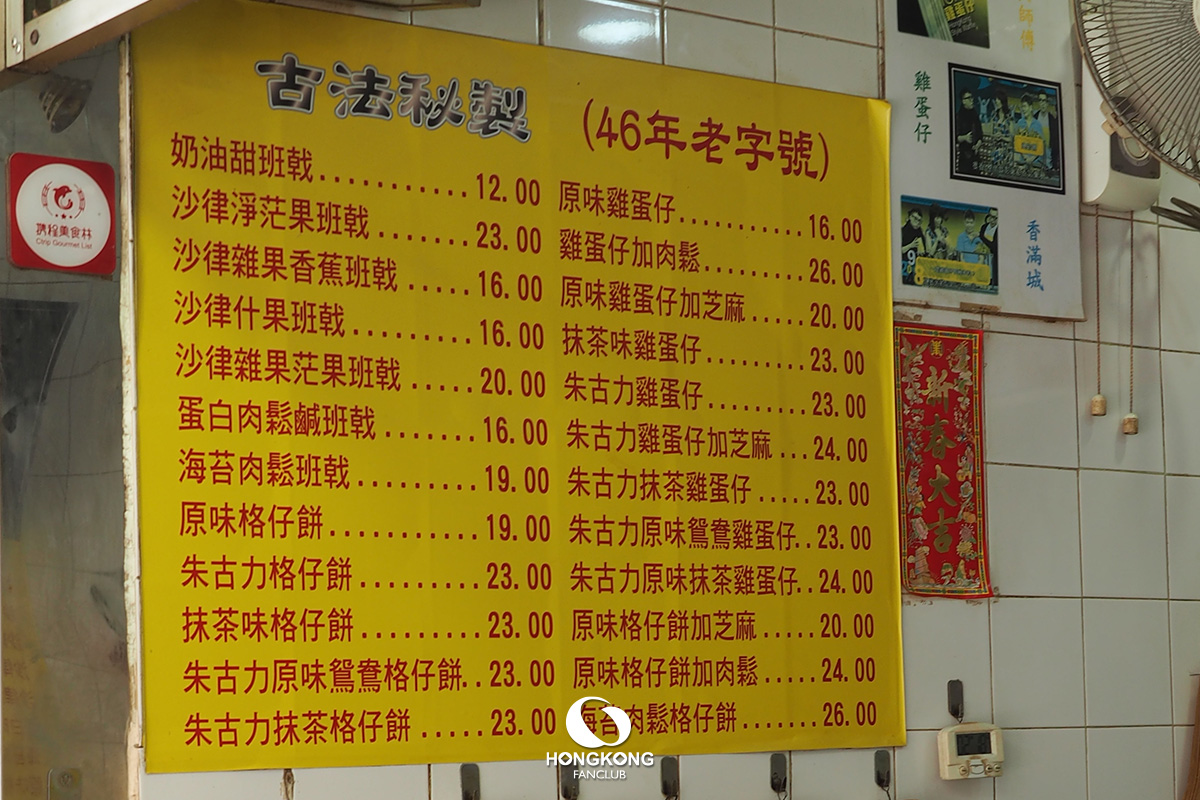 古法秘製
(46年老字號)
奶油甜班戟...........12.00
沙律淨茫果班戟.......23.00
沙律雜果香蕉班戟.....16.00
沙律什果班戟........16.00
沙律雜果茫果班戟.....20.00
蛋白肉鬆鹹班戟.......16.00
海苔肉鬆班戟.........19.00
原味格仔餅...........19.00
朱古力格仔餅.........23.00
抹茶味格仔餅.........23.00
朱古力原味鴛鴦格仔餅..23.00
朱古力抹茶格仔餅.....23.00
原味雞蛋仔..........16.00
雞蛋仔加肉鬆.........26.00
原味雞蛋仔加芝麻.....20.00
抹茶味雞蛋仔........23.00
朱古力雞蛋仔........23.00
朱古力雞蛋仔加芝麻...24.00
朱古力抹茶雞蛋仔.....23.00
朱古力原味鴛鴦雞蛋仔..23.00
朱古力原味抹茶雞蛋仔..24.00
原味格仔餅加芝麻.....20.00
原味格仔餅加肉鬆.....24.00
海苔肉鬆格仔餅.......26.00
携程美食林
Ctrip Gourmet List
師傅
雞蛋仔
香滿城
新春大吉
HONGKONG
FANCLUB